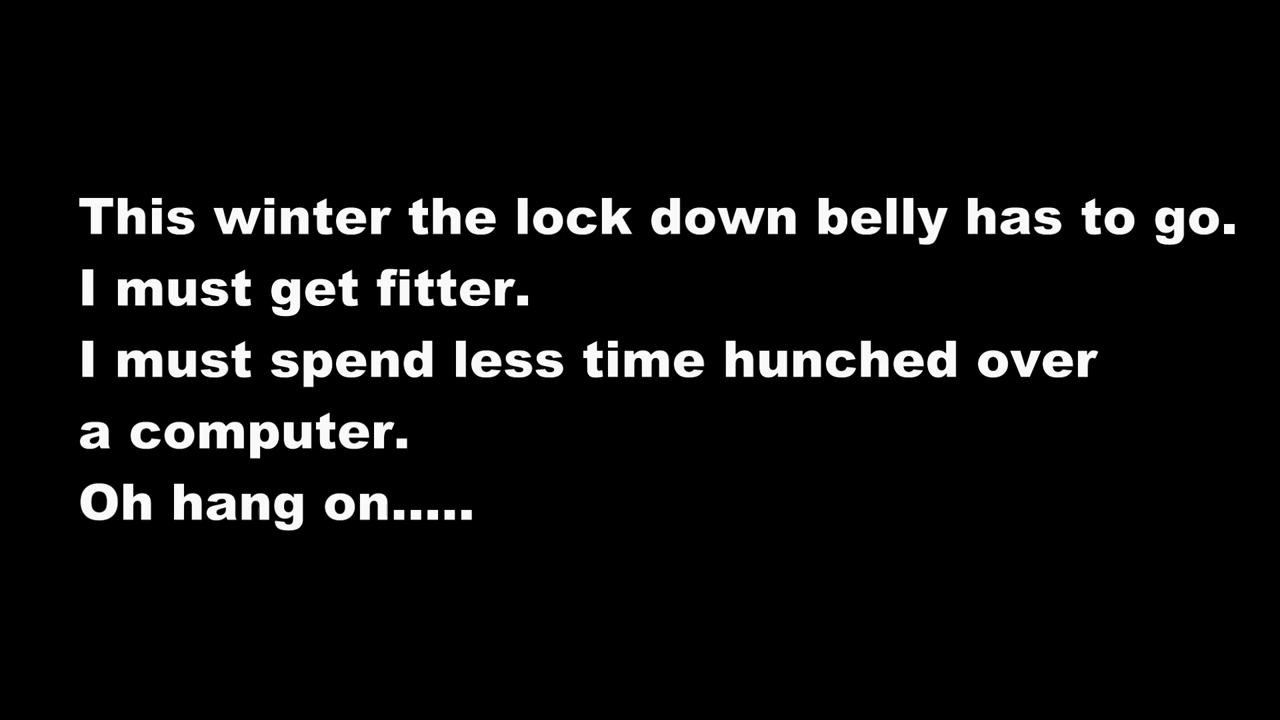 This winter the lock down belly has to go.
I must get fitter.
I must spend less time hunched over
a computer.
Oh hang on.....